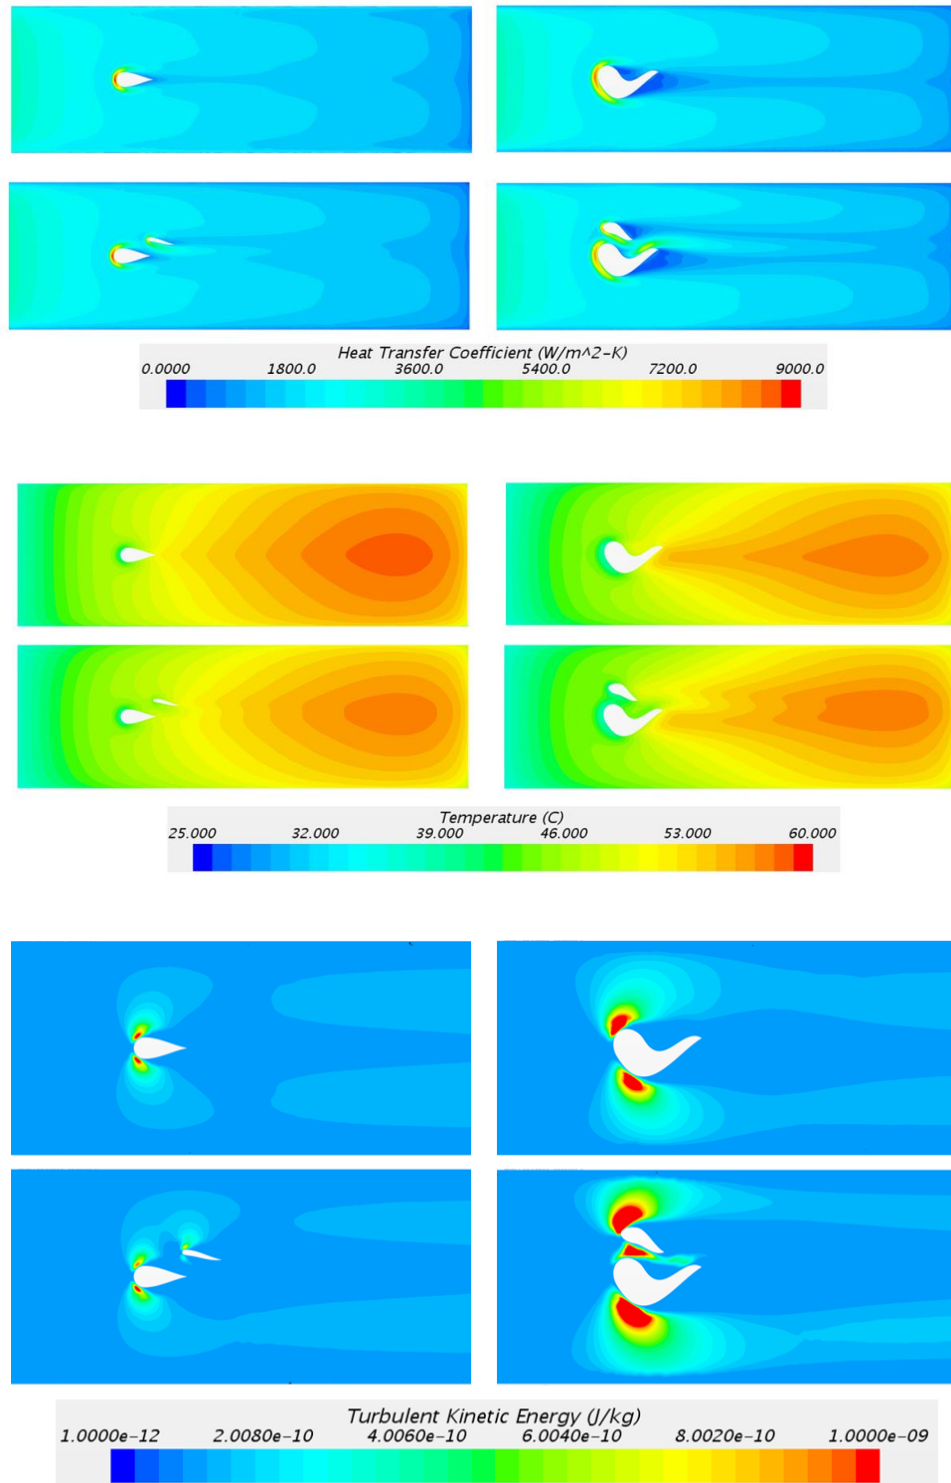 Heat Transfer Coefficient (W/m^2-K)
0.0000 1800.0 3600.0 5400.0 7200.0 9000.0
Temperature (C)
25.000 32.000 39.000 46.000 53.000 60.000
Turbulent Kinetic Energy (J/kg)
1.0000e-12 2.0080e-10 4.0060e-10 6.0040e-10 8.0020e-10 1.0000e-09